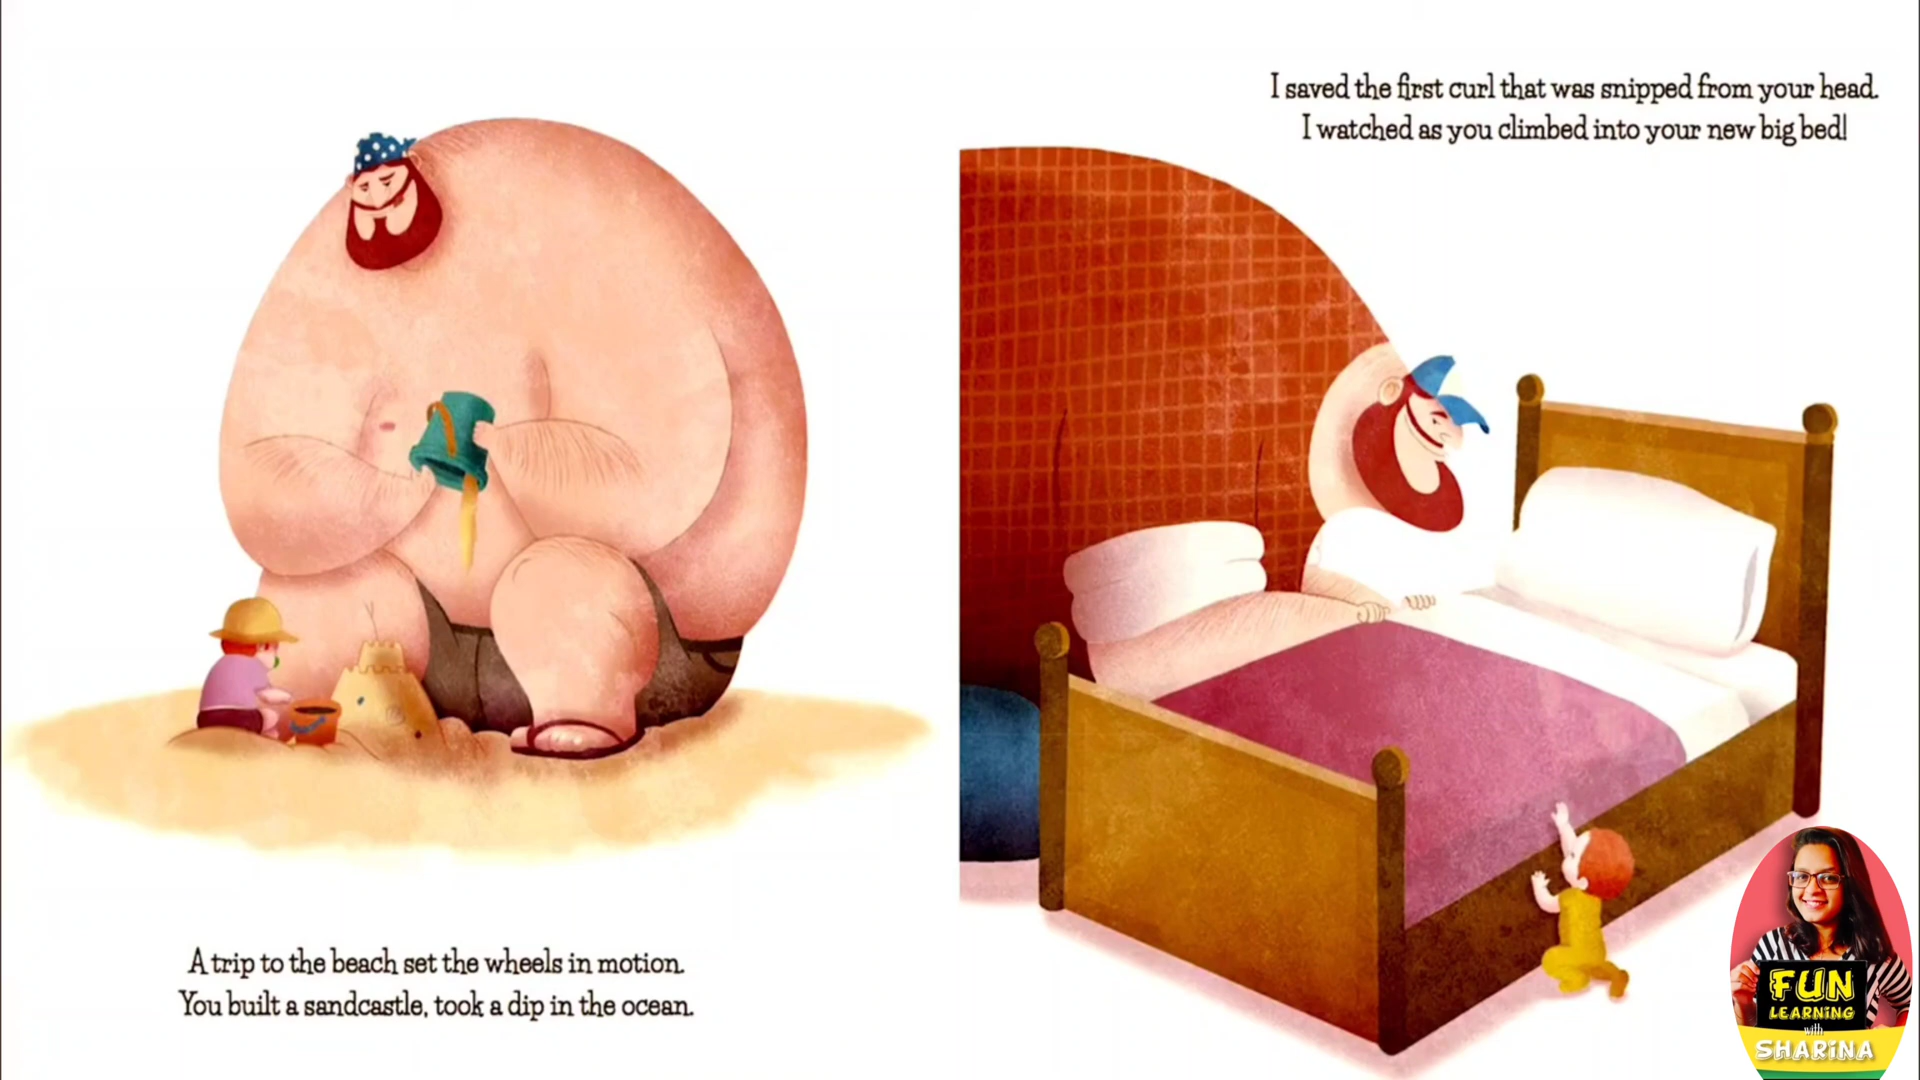 A trip to the beach set the wheels in motion.
You built a sandcastle, took a dip in the ocean.
I saved the first curl that was snipped from your head.
I watched as you climbed into your new big bed!
FUN
LEARNING
with
SHARINA